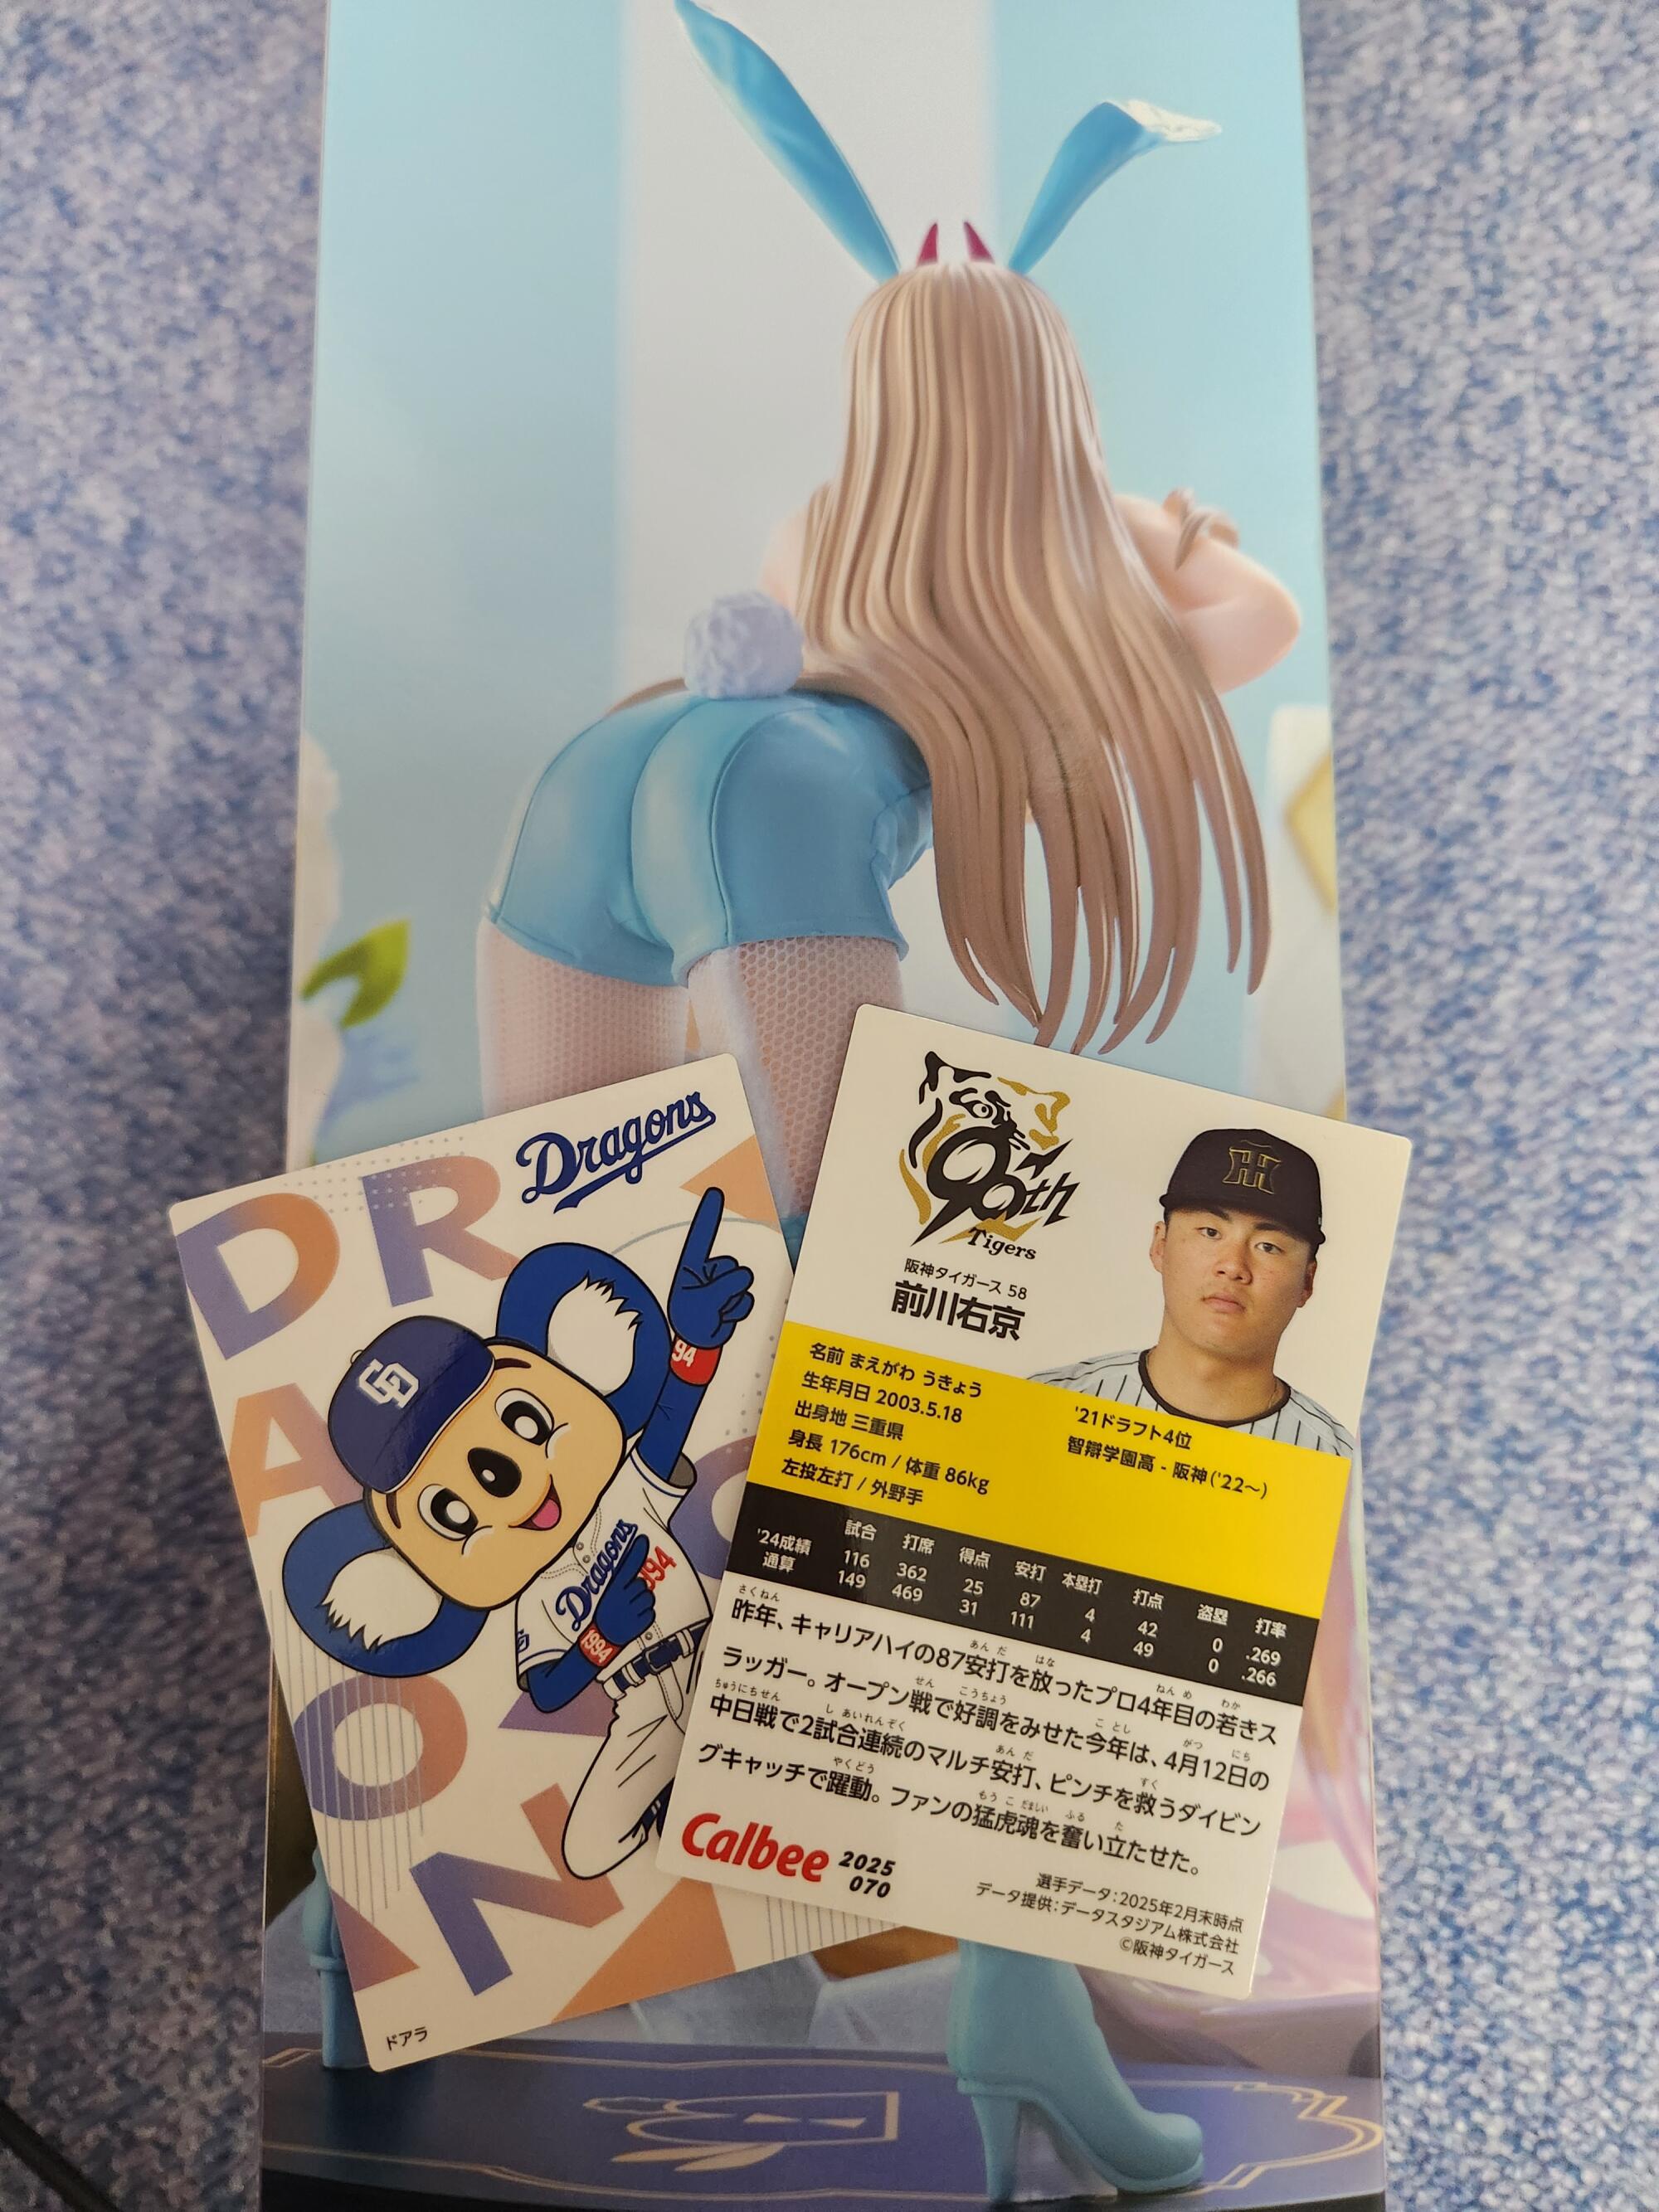 Dragons
DR
A
O
G
N
94
Dragons
1994
ドアラ
90th
Tigers
阪神タイガース 58
前川右京
名前 まえがわ うきょう
生年月日 2003.5.18
出身地 三重県
身長 176cm / 体重 86kg
左投左打 / 外野手
'21ドラフト4位
智辯学園高 - 阪神('22〜)
試合 打席 得点 安打 本塁打 打点 盗塁 打率
'24成績 116 362 25 87 4 42 0 .269
通算 149 469 31 111 4 49 0 .266
昨年、キャリアハイの87安打を放ったプロ4年目の若きス
ラッガー。オープン戦で好調をみせた今年は、4月12日の
中日戦で2試合連続のマルチ安打、ピンチを救うダイビン
グキャッチで躍動。ファンの猛虎魂を奮い立たせた。
Calbee 2025
070
選手データ:2025年2月末時点
データ提供:データスタジアム株式会社
©阪神タイガース